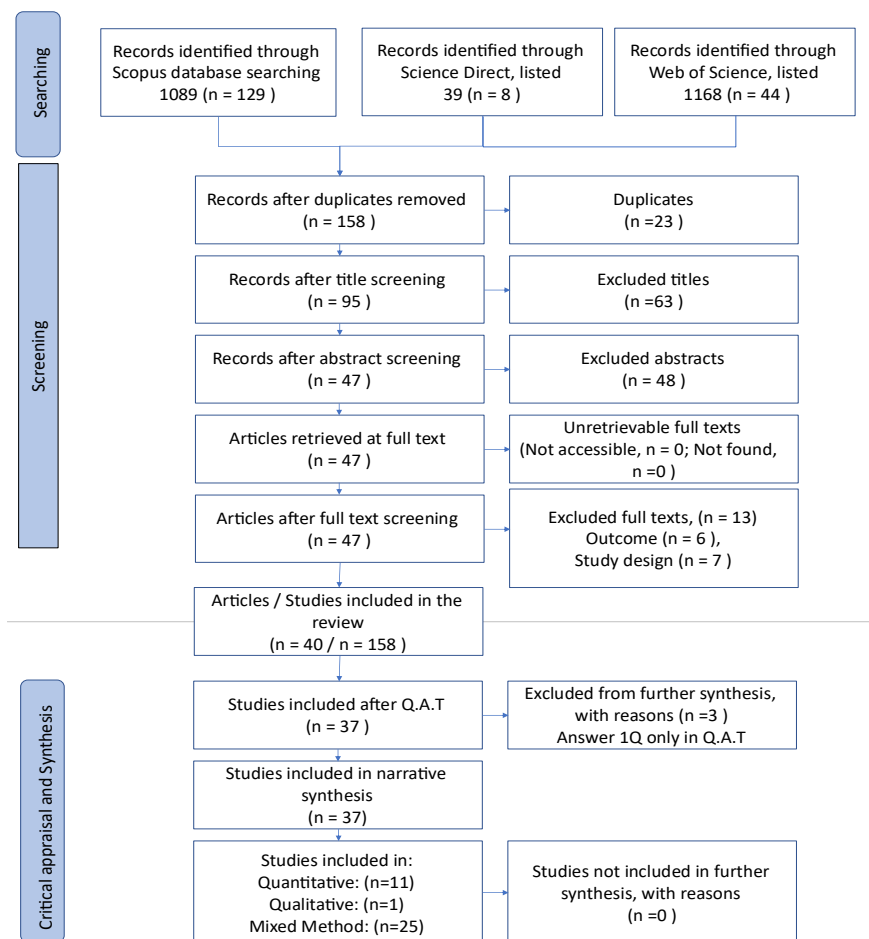 Searching
Records identified through
Scopus database searching
1089 (n = 129 )
Records identified through
Science Direct, listed
39 (n = 8 )
Records identified through
Web of Science, listed
1168 (n = 44 )
Screening
Records after duplicates removed
(n = 158 )
Duplicates
(n =23 )
Records after title screening
(n = 95 )
Excluded titles
(n =63 )
Records after abstract screening
(n = 47 )
Excluded abstracts
(n = 48 )
Articles retrieved at full text
(n = 47 )
Unretrievable full texts
(Not accessible, n = 0; Not found,
n =0 )
Articles after full text screening
(n = 47 )
Excluded full texts, (n = 13)
Outcome (n = 6 ),
Study design (n = 7 )
Articles / Studies included in the
review
(n = 40 / n = 158 )
Critical appraisal and Synthesis
Studies included after Q.A.T
(n = 37 )
Excluded from further synthesis,
with reasons (n =3 )
Answer 1Q only in Q.A.T
Studies included in narrative
synthesis
(n = 37)
Studies included in:
Quantitative: (n=11)
Qualitative: (n=1)
Mixed Method: (n=25)
Studies not included in further
synthesis, with reasons
(n =0 )